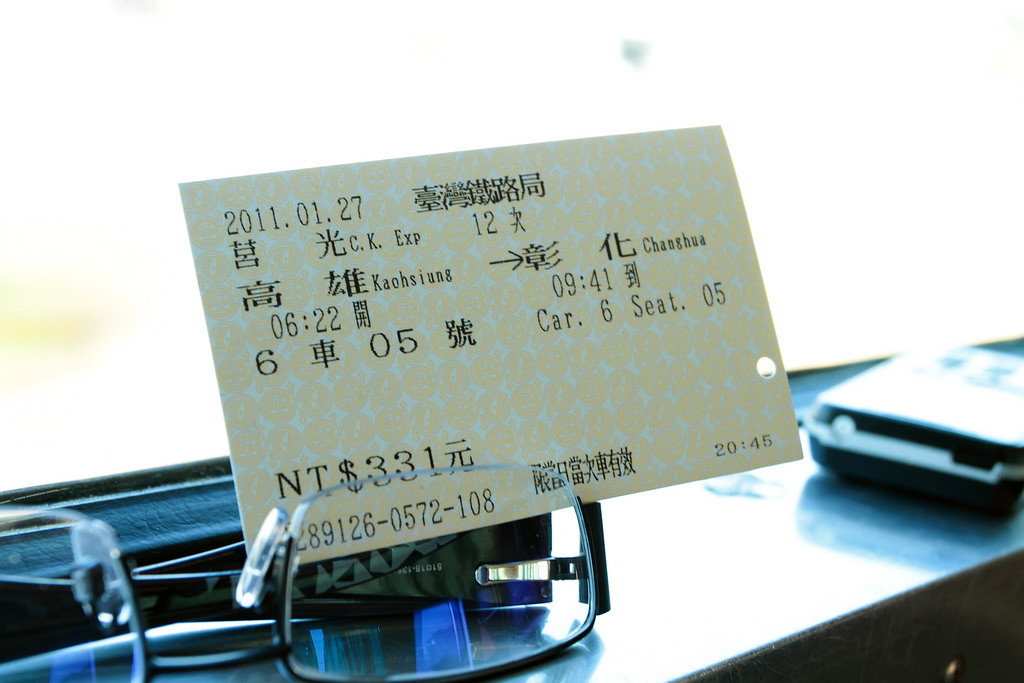 臺灣鐵路局
2011.01.27 12 次
莒 光 C.K. Exp
高 雄 Kaohsiung → 彰 化 Changhua
06:22 開 09:41 到
6 車 05 號 Car. 6 Seat. 05
NT$331元 限當日當次車有效 20:45
289126-0572-108
51018-136